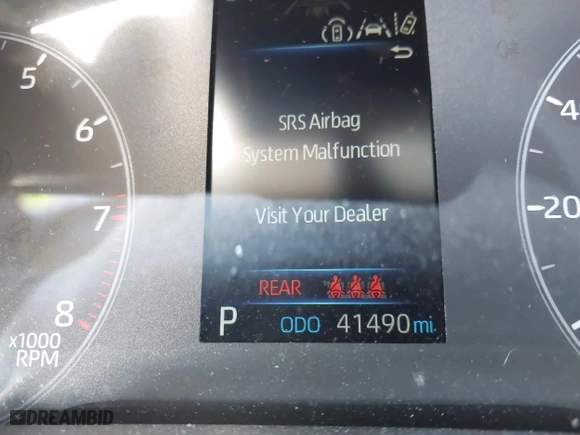 5
6
7
8
x1000
RPM
SRS Airbag
System Malfunction
Visit Your Dealer
REAR
P ODO 41490 mi
20
DREAMBID